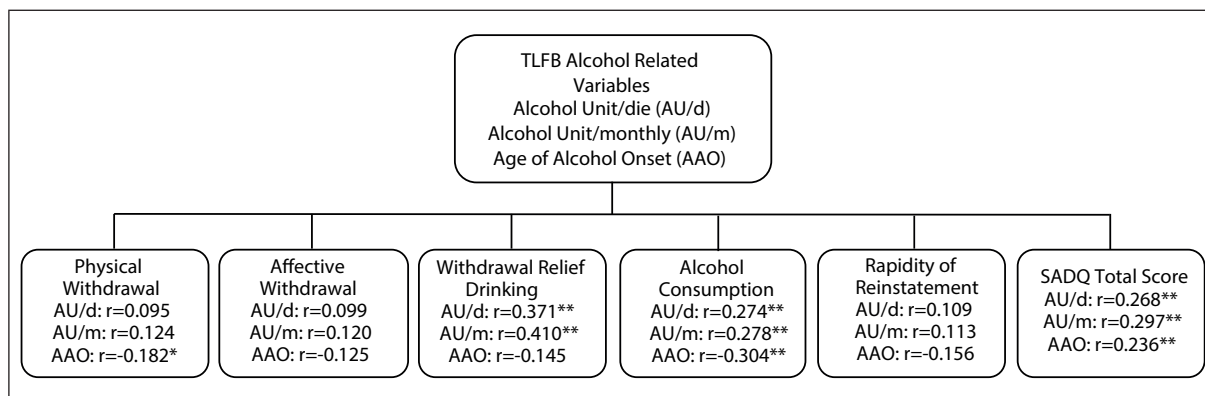 TLFB Alcohol Related
Variables
Alcohol Unit/die (AU/d)
Alcohol Unit/monthly (AU/m)
Age of Alcohol Onset (AAO)
Physical
Withdrawal
AU/d: r=0.095
AU/m: r=0.124
AAO: r=-0.182*
Affective
Withdrawal
AU/d: r=0.099
AU/m: r=0.120
AAO: r=-0.125
Withdrawal Relief
Drinking
AU/d: r=0.371**
AU/m: r=0.410**
AAO: r=-0.145
Alcohol
Consumption
AU/d: r=0.274**
AU/m: r=0.278**
AAO: r=-0.304**
Rapidity of
Reinstatement
AU/d: r=0.109
AU/m: r=0.113
AAO: r=-0.156
SADQ Total Score
AU/d: r=0.268**
AU/m: r=0.297**
AAO: r=0.236**